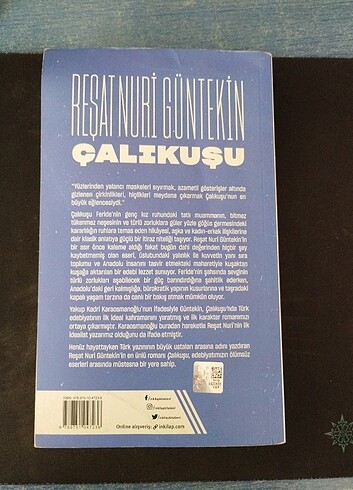 REŞAT NURİ GÜNTEKİN
ÇALIKUŞU
"Yüzlerinden yalancı maskeleri sıyırmak, azametli gösterişler altında
gizlenen çirkinlikleri, hiçlikleri meydana çıkarmak Çalıkuşu'nun en
büyük eğlencesiydi."
Çalıkuşu Feride'nin genç kız ruhundaki tatlı muammanın, bitmez
tükenmez neşesinin ve türlü zorluklara güler yüzle göğüs germesindeki
kararlılığın ruhlara temas eden hikâyesi, aşka ve kadın-erkek ilişkilerine
dair klasik anlatıya güçlü bir itiraz niteliği taşıyor. Reşat Nuri Güntekin'in
bir asır önce kaleme aldığı fakat bugün dahi değerinden hiçbir şey
kaybetmemiş olan eseri, üslubundaki yalınlık ile kuvvetin yanı sıra
toplumu ve Anadolu insanını tasvir etmekteki maharetiyle kuşaktan
kuşağa aktarılan bir edebi lezzet sunuyor. Feride'nin şahsında sevginin
türlü zorlukları aşabilecek bir güç barındırdığına şahitlik ederken,
Anadolu'daki geri kalmışlığa, bürokratik yapının kusurlarına ve taşradaki
kapalı yaşam tarzına da canlı bir bakış atmak mümkün oluyor.
Yakup Kadri Karaosmanoğlu'nun ifadesiyle Güntekin, Çalıkuşu'nda Türk
edebiyatının ilk ideal kahramanını yaratmış ve ilk karakter romanımızı
ortaya çıkarmıştır. Karaosmanoğlu buradan hareketle Reşat Nuri'nin ilk
idealist yazarımız olduğunu da ifade etmiştir.
Henüz hayattayken Türk yazınının büyük ustaları arasına adını yazdıran
Reşat Nuri Güntekin'in en ünlü romanı Çalıkuşu, edebiyatımızın ölümsüz
eserleri arasında müstesna bir yere sahip.
Online alışveriş: inkilap.com